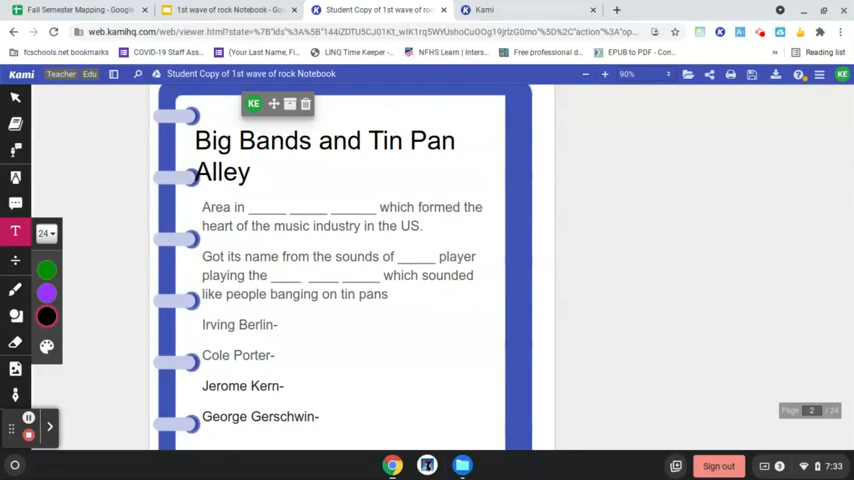 Fall Semester Mapping - Google
1st wave of rock Notebook - Goo
Student Copy of 1st wave of ro
Kami
web.kamihq.com/web/viewer.html?state=%7B"ids"%3A%5B"144iZDTU5CJ01Kt_wIK1rq5WYUshoCuOOg19jrIzG0mo"%5D%2C"action"%3A"op...
fcschools.net bookmarks
COVID-19 Staff Ass...
(Your Last Name, Fi...
LINQ Time Keeper -...
NFHS Learn | Inter...
Free professional d...
EPUB to PDF - Con...
Reading list
Kami
Teacher
Edu
Student Copy of 1st wave of rock Notebook
90%
KE
KE
Big Bands and Tin Pan
Alley
Area in _____ _____ ______ which formed the
heart of the music industry in the US.
Got its name from the sounds of _____ player
playing the ____ ____ _____ which sounded
like people banging on tin pans
Irving Berlin-
Cole Porter-
Jerome Kern-
George Gerschwin-
T
24
Page 2 / 24
Sign out
3
7:33